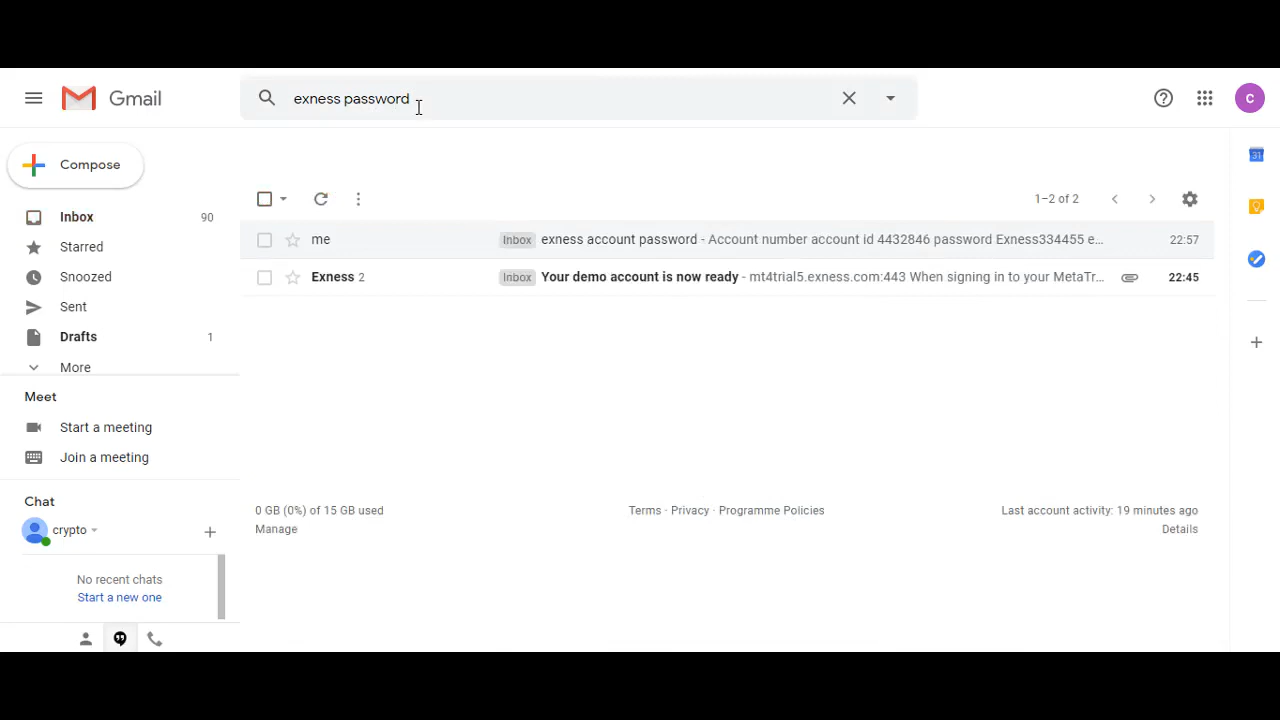 Gmail
exness password
C
Compose
Inbox 90
Starred
Snoozed
Sent
Drafts 1
More
Meet
Start a meeting
Join a meeting
Chat
crypto
No recent chats
Start a new one
1–2 of 2
me Inbox exness account password - Account number account id 4432846 password Exness334455 e... 22:57
Exness 2 Inbox Your demo account is now ready - mt4trial5.exness.com:443 When signing in to your MetaTr... 22:45
0 GB (0%) of 15 GB used
Manage
Terms · Privacy · Programme Policies
Last account activity: 19 minutes ago
Details
31